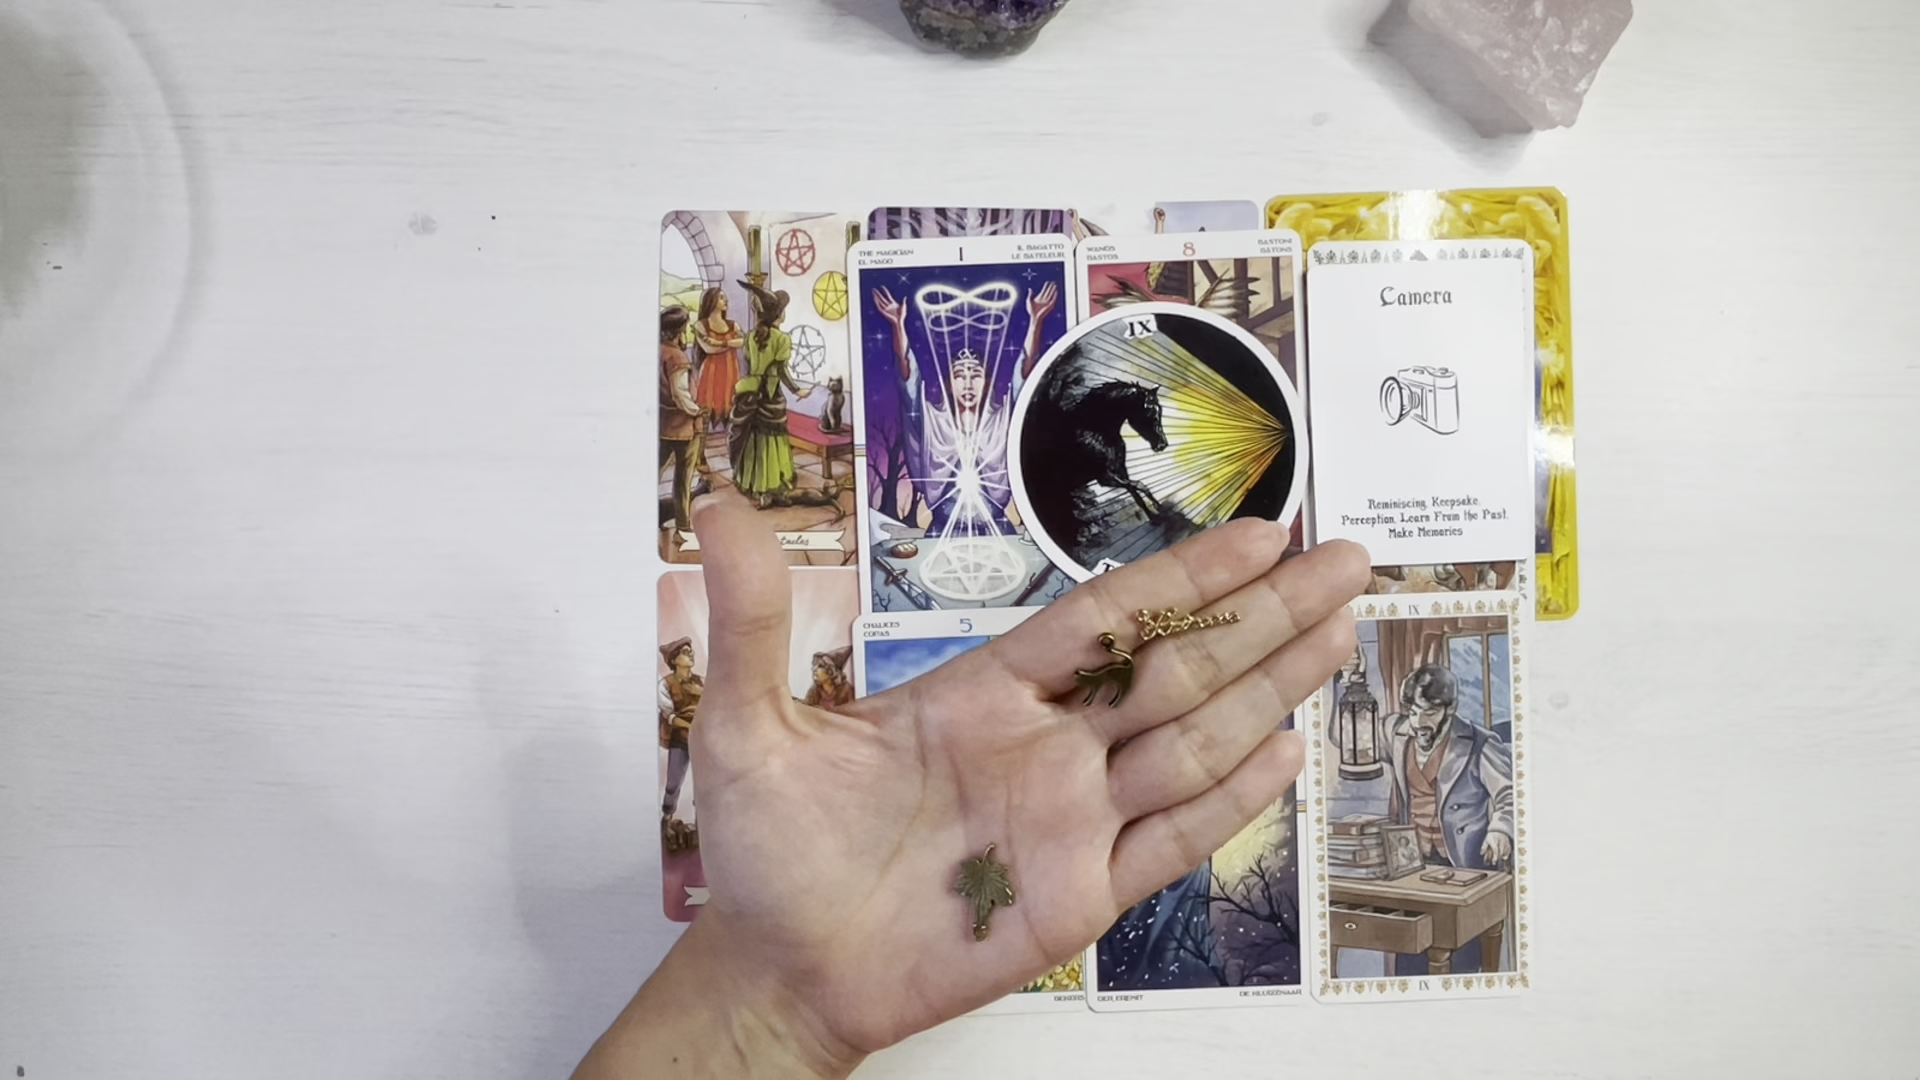 THE MAGICIAN
EL MAGO
I
IL BAGATTO
LE BATELEUR
WANDS
BASTOS
8
BASTONI
BATONS
IX
Camera
Reminiscing, Keepsake,
Perception, Learn From the Past,
Make Memories
CHALICES
COPAS
5
IX
DER EREMIT
DE KLUIZENAAR
IX